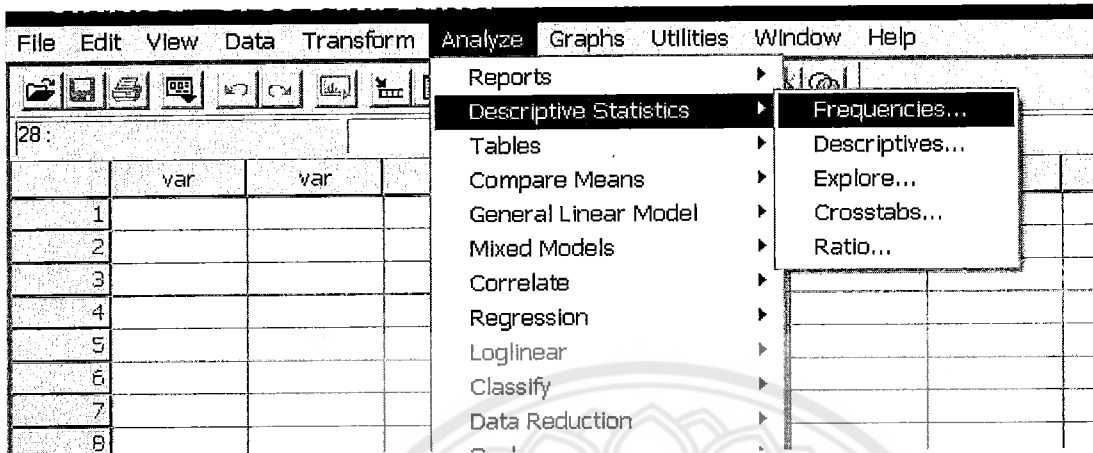 File Edit View Data Transform Analyze Graphs Utilities Window Help
Reports
Descriptive Statistics
Frequencies...
28 :
Tables
Descriptives...
var var
Compare Means
Explore...
1
General Linear Model
Crosstabs...
2
Mixed Models
Ratio...
3
Correlate
4
Regression
5
Loglinear
6
Classify
7
Data Reduction
8